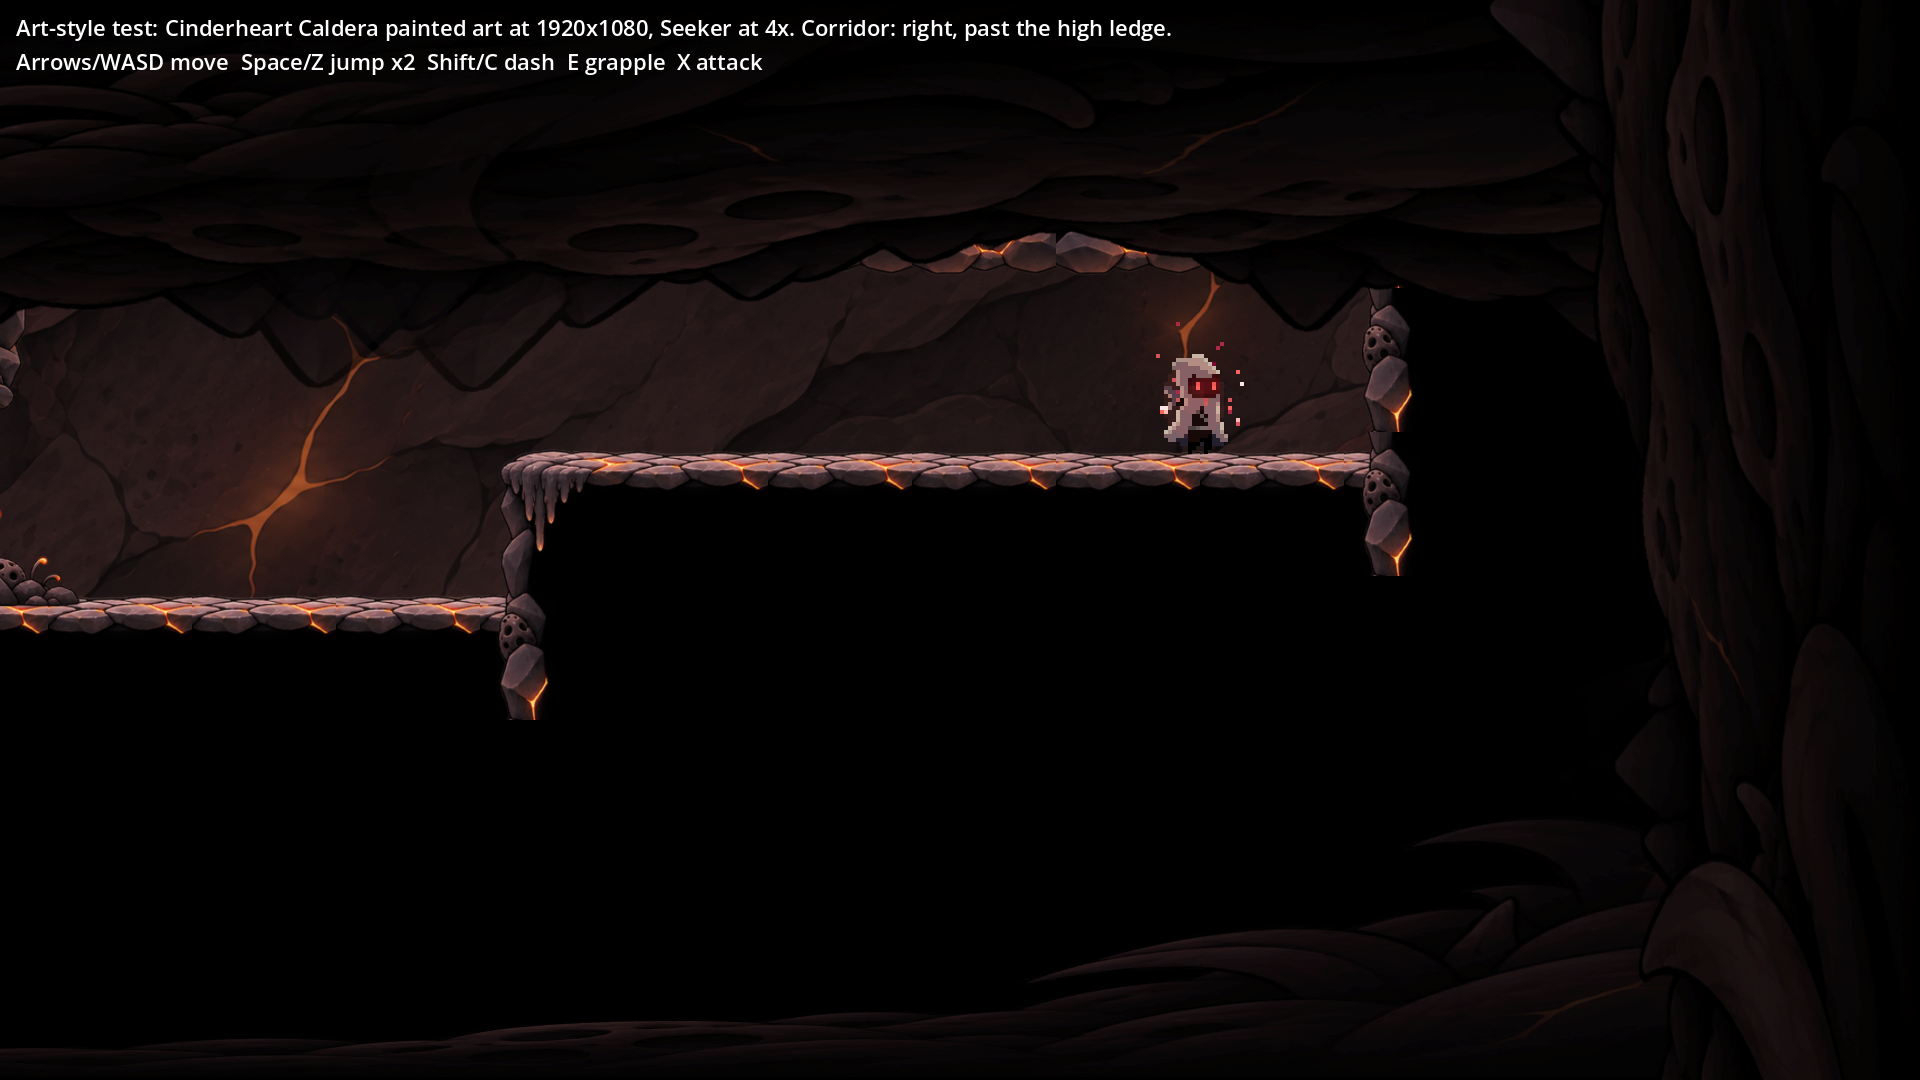 Art-style test: Cinderheart Caldera painted art at 1920x1080, Seeker at 4x. Corridor: right, past the high ledge.
Arrows/WASD move  Space/Z jump x2  Shift/C dash  E grapple  X attack